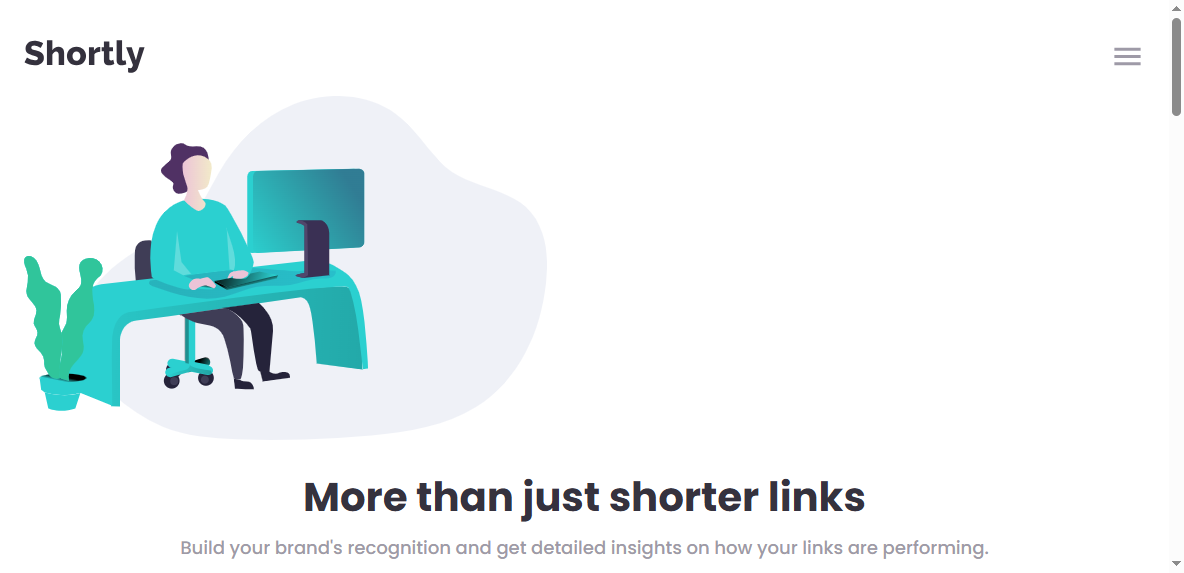 Shortly
More than just shorter links
Build your brand's recognition and get detailed insights on how your links are performing.